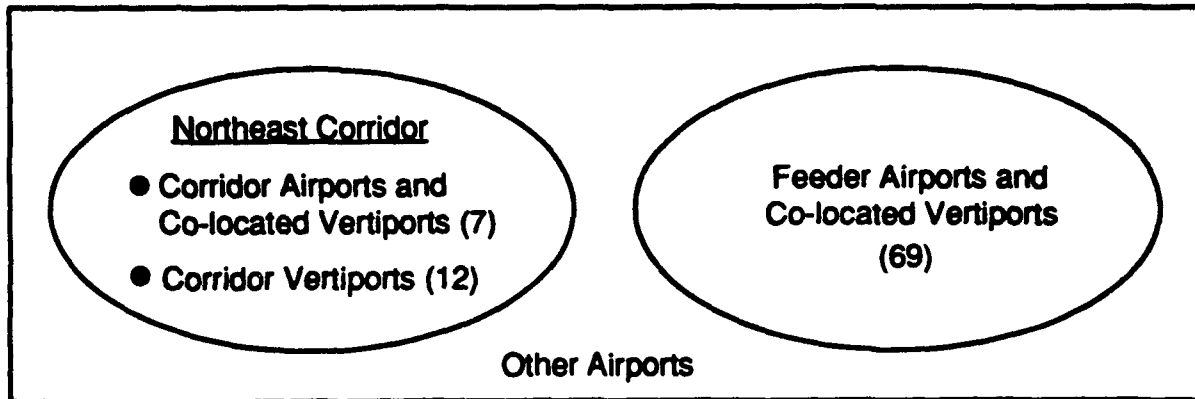 Northeast Corridor
● Corridor Airports and
Co-located Vertiports (7)
● Corridor Vertiports (12)
Feeder Airports and
Co-located Vertiports
(69)
Other Airports